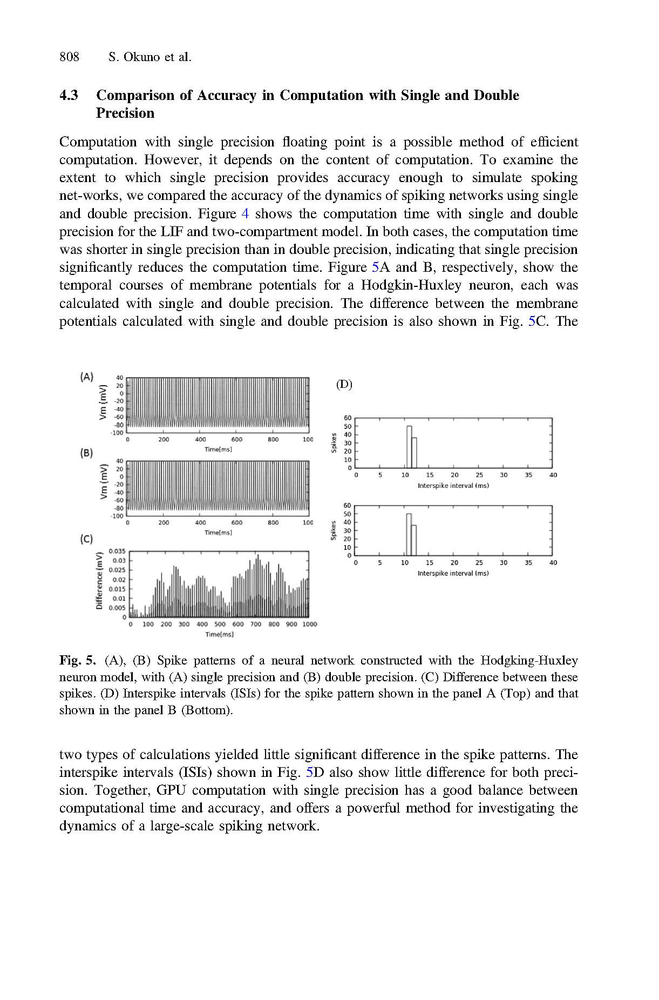 808 S. Okuno et al.
4.3 Comparison of Accuracy in Computation with Single and Double
Precision
Computation with single precision floating point is a possible method of efficient
computation. However, it depends on the content of computation. To examine the
extent to which single precision provides accuracy enough to simulate spoking
net-works, we compared the accuracy of the dynamics of spiking networks using single
and double precision. Figure 4 shows the computation time with single and double
precision for the LIF and two-compartment model. In both cases, the computation time
was shorter in single precision than in double precision, indicating that single precision
significantly reduces the computation time. Figure 5A and B, respectively, show the
temporal courses of membrane potentials for a Hodgkin-Huxley neuron, each was
calculated with single and double precision. The difference between the membrane
potentials calculated with single and double precision is also shown in Fig. 5C. The
(A)
Vm (mV)
40
20
0
-20
-40
-60
-80
-100
0 200 400 600 800 100
Time[ms]
(B)
Vm (mV)
40
20
0
-20
-40
-60
-80
-100
0 200 400 600 800 100
Time[ms]
(C)
Difference (mV)
0.035
0.03
0.025
0.02
0.015
0.01
0.005
0
0 100 200 300 400 500 600 700 800 900 1000
Time[ms]
(D)
Spikes
60
50
40
30
20
10
0
0 5 10 15 20 25 30 35 40
Interspike interval (ms)
Spikes
60
50
40
30
20
10
0
0 5 10 15 20 25 30 35 40
Interspike interval (ms)
Fig. 5. (A), (B) Spike patterns of a neural network constructed with the Hodgking-Huxley
neuron model, with (A) single precision and (B) double precision. (C) Difference between these
spikes. (D) Interspike intervals (ISIs) for the spike pattern shown in the panel A (Top) and that
shown in the panel B (Bottom).
two types of calculations yielded little significant difference in the spike patterns. The
interspike intervals (ISIs) shown in Fig. 5D also show little difference for both preci-
sion. Together, GPU computation with single precision has a good balance between
computational time and accuracy, and offers a powerful method for investigating the
dynamics of a large-scale spiking network.